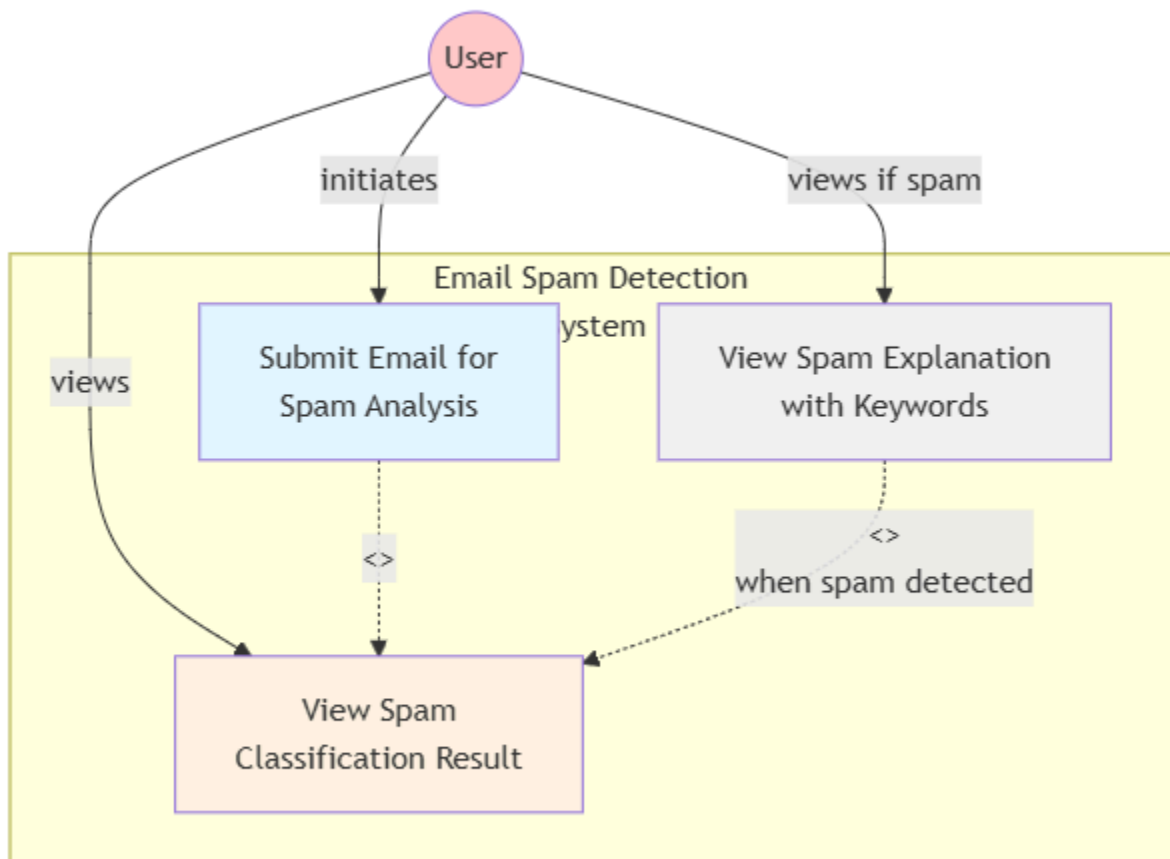 User
initiates
views if spam
Email Spam Detection
ystem
Submit Email for
Spam Analysis
View Spam Explanation
with Keywords
views
<>
<>
when spam detected
View Spam
Classification Result